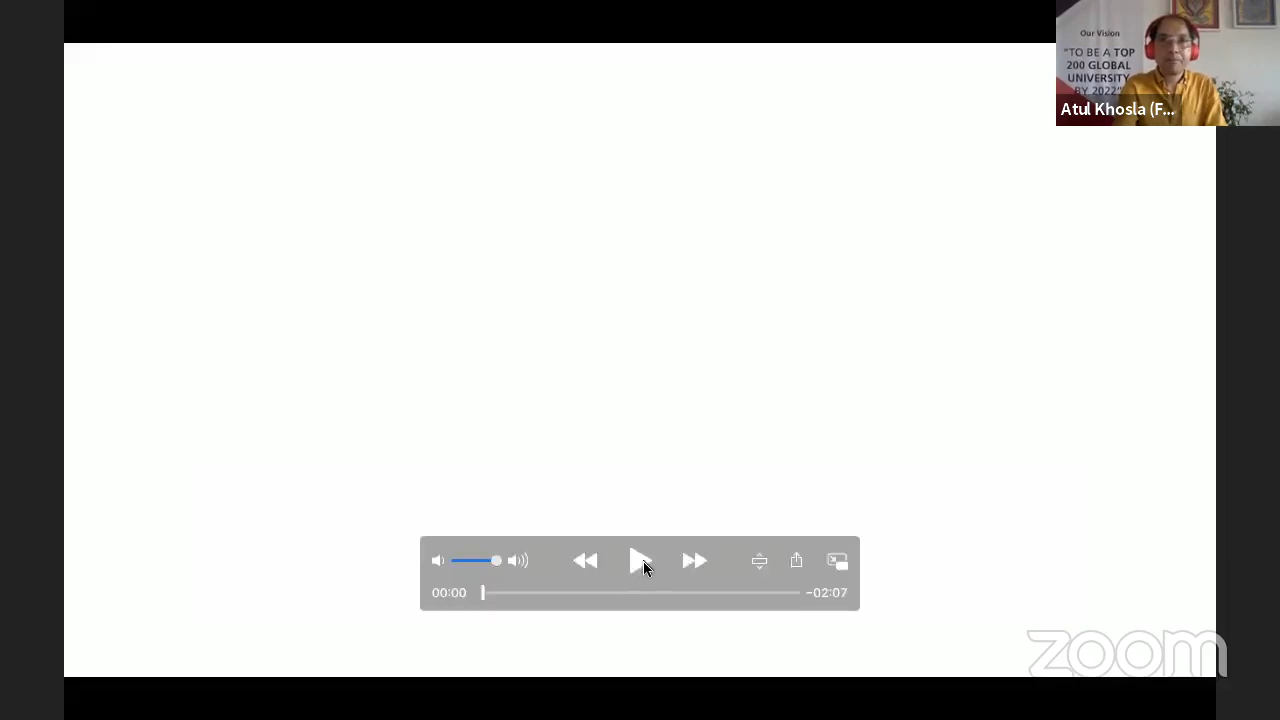 Our Vision
"TO BE A TOP
200 GLOBAL
UNIVERSITY
BY 2022"
Atul Khosla (F...
00:00
-02:07
zoom